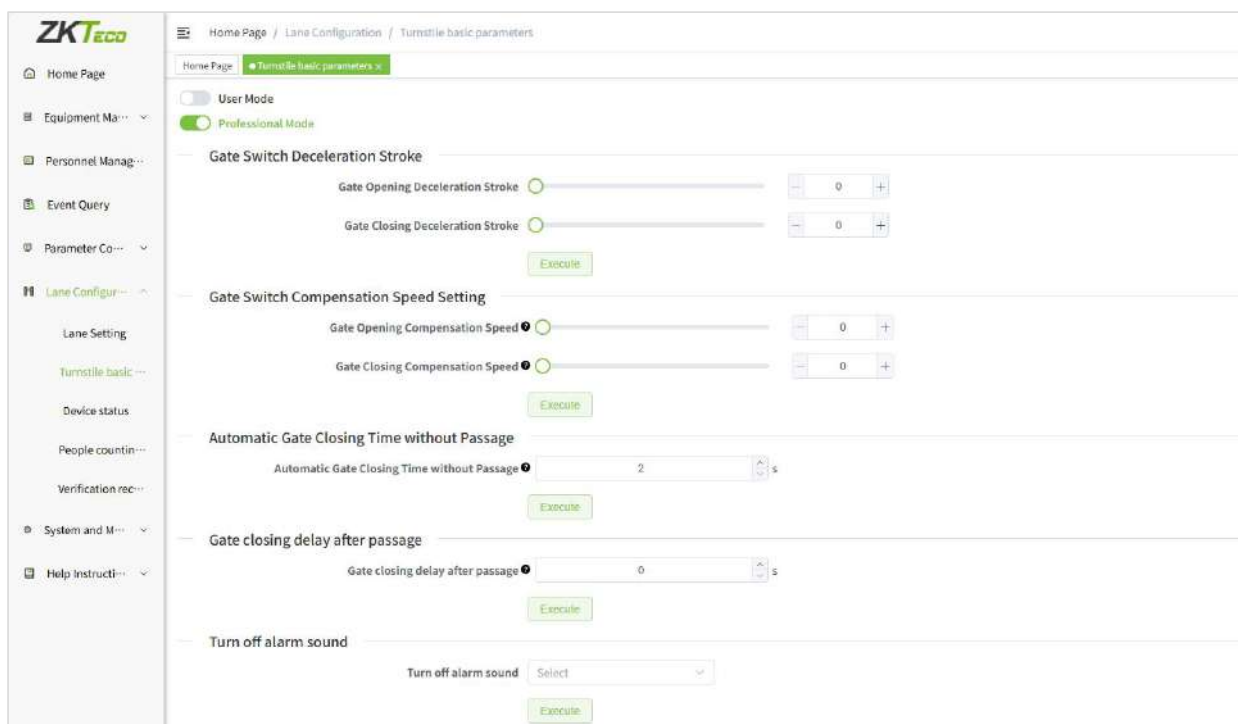 ZKTeco
Home Page / Lane Configuration / Turnstile basic parameters
Home Page
Turnstile basic parameters ×
Home Page
Equipment Ma···
Personnel Manag···
Event Query
Parameter Co···
Lane Configur···
Lane Setting
Turnstile basic ···
Device status
People countin···
Verification rec···
System and M···
Help Instructi···
User Mode
Professional Mode
Gate Switch Deceleration Stroke
Gate Opening Deceleration Stroke − 0 +
Gate Closing Deceleration Stroke − 0 +
Execute
Gate Switch Compensation Speed Setting
Gate Opening Compensation Speed ? − 0 +
Gate Closing Compensation Speed ? − 0 +
Execute
Automatic Gate Closing Time without Passage
Automatic Gate Closing Time without Passage ? 2 s
Execute
Gate closing delay after passage
Gate closing delay after passage ? 0 s
Execute
Turn off alarm sound
Turn off alarm sound Select
Execute